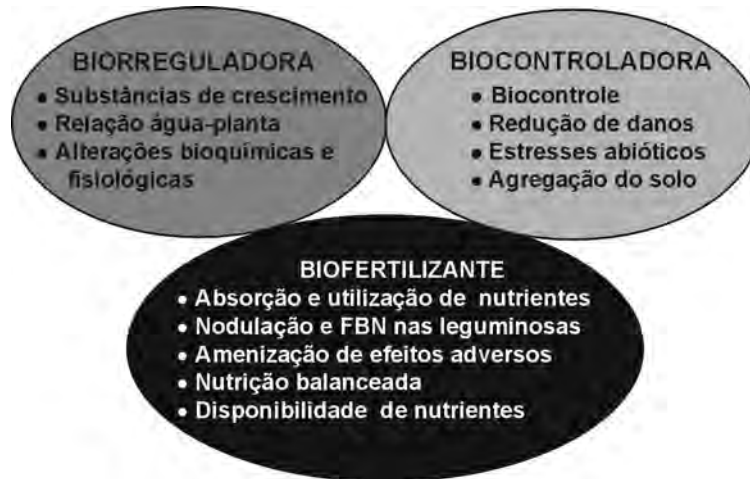 BIORREGULADORA
• Substâncias de crescimento
• Relação água-planta
• Alterações bioquímicas e
fisiológicas
BIOCONTROLADORA
• Biocontrole
• Redução de danos
• Estresses abióticos
• Agregação do solo
BIOFERTILIZANTE
• Absorção e utilização de nutrientes
• Nodulação e FBN nas leguminosas
• Amenização de efeitos adversos
• Nutrição balanceada
• Disponibilidade de nutrientes